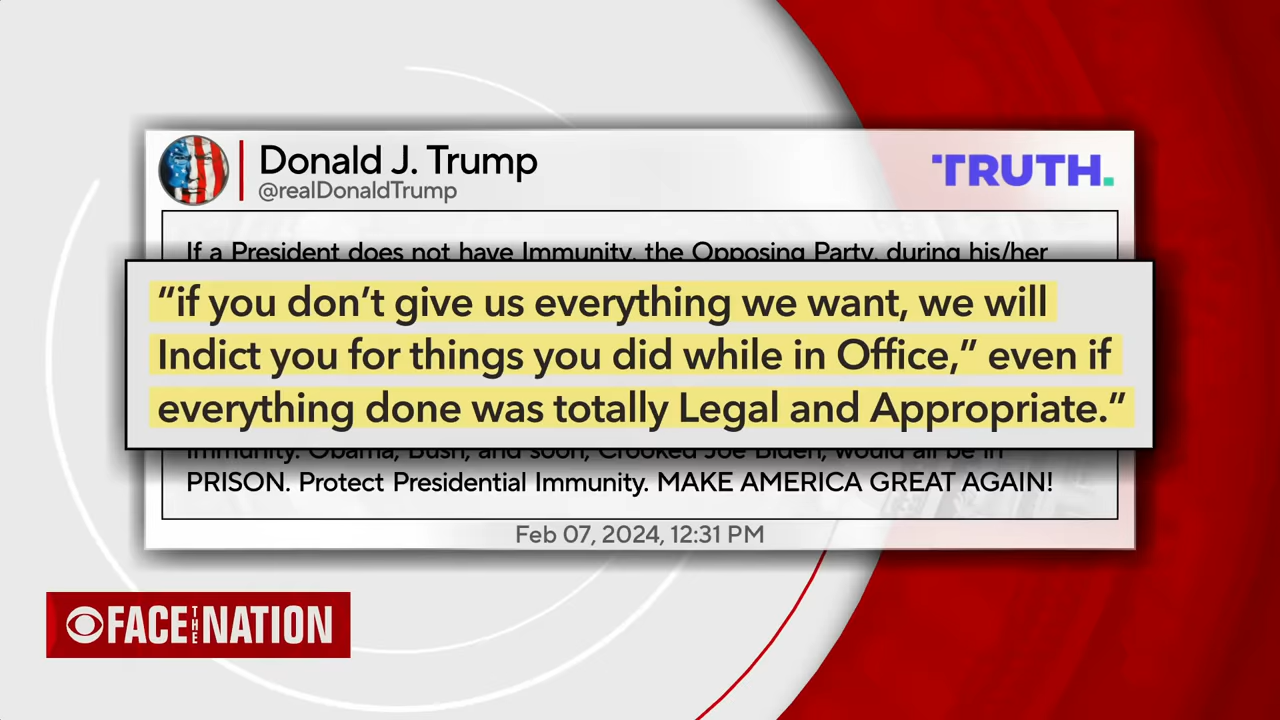 Donald J. Trump
@realDonaldTrump
TRUTH.
If a President does not have Immunity, the Opposing Party, during his/her
“if you don’t give us everything we want, we will
Indict you for things you did while in Office,” even if
everything done was totally Legal and Appropriate.”
Immunity. Obama, Bush, and soon, Crooked Joe Biden, would all be in
PRISON. Protect Presidential Immunity. MAKE AMERICA GREAT AGAIN!
Feb 07, 2024, 12:31 PM
FACE THE NATION